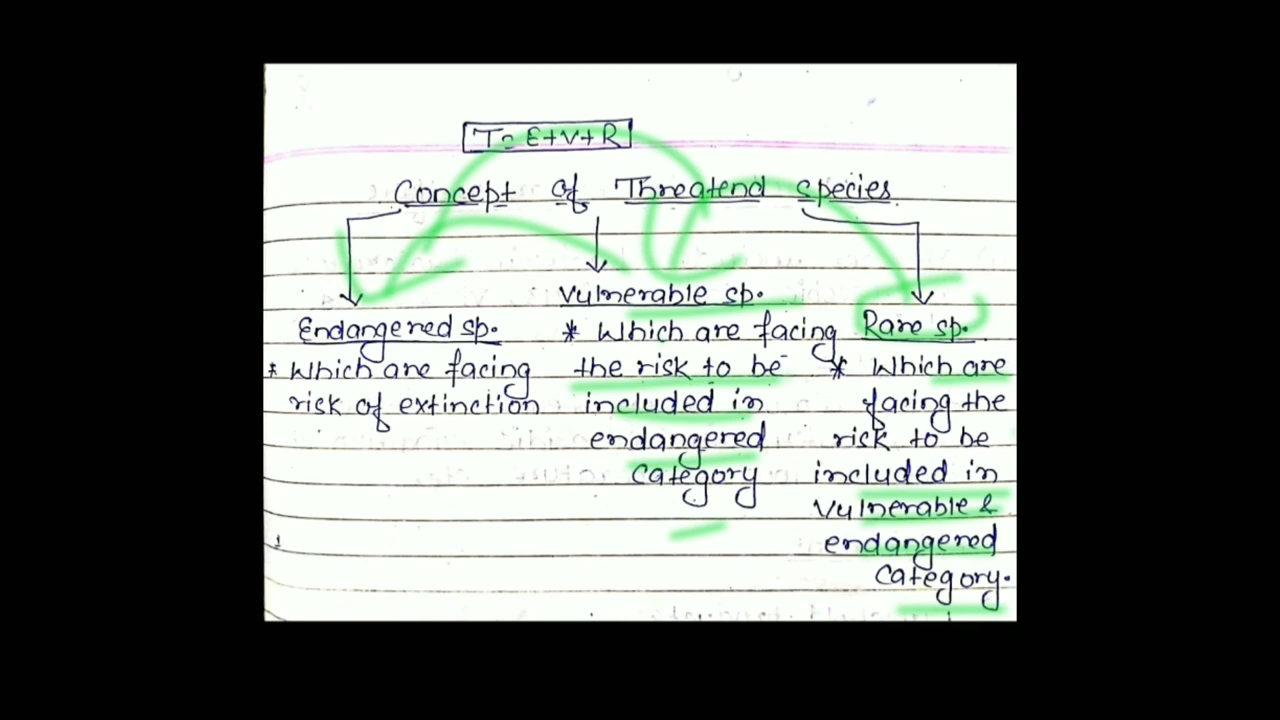 T= E+V+R
Concept of Threatend species
Endangered sp.
* Which are facing
risk of extinction
Vulnerable sp.
* Which are facing
the risk to be
included in
endangered
category
Rare sp.
* Which are
facing the
risk to be
included in
Vulnerable &
endangered
category.